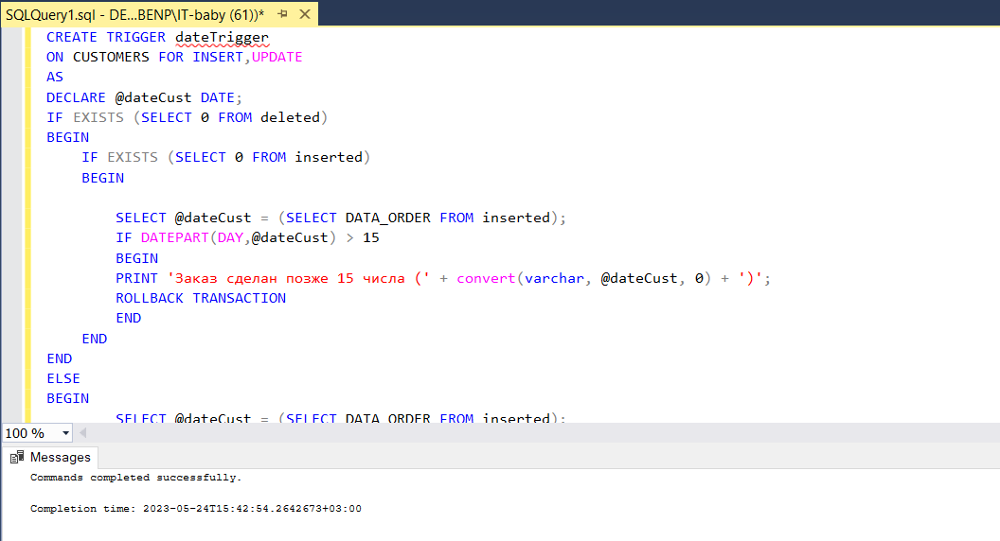 SQLQuery1.sql - DE...BENP\IT-baby (61))*
CREATE TRIGGER dateTrigger
ON CUSTOMERS FOR INSERT,UPDATE
AS
DECLARE @dateCust DATE;
IF EXISTS (SELECT 0 FROM deleted)
BEGIN
IF EXISTS (SELECT 0 FROM inserted)
BEGIN
SELECT @dateCust = (SELECT DATA_ORDER FROM inserted);
IF DATEPART(DAY,@dateCust) > 15
BEGIN
PRINT 'Заказ сделан позже 15 числа (' + convert(varchar, @dateCust, 0) + ')';
ROLLBACK TRANSACTION
END
END
END
ELSE
BEGIN
SELECT @dateCust = (SELECT DATA_ORDER FROM inserted);
100 %
Messages
Commands completed successfully.
Completion time: 2023-05-24T15:42:54.2642673+03:00